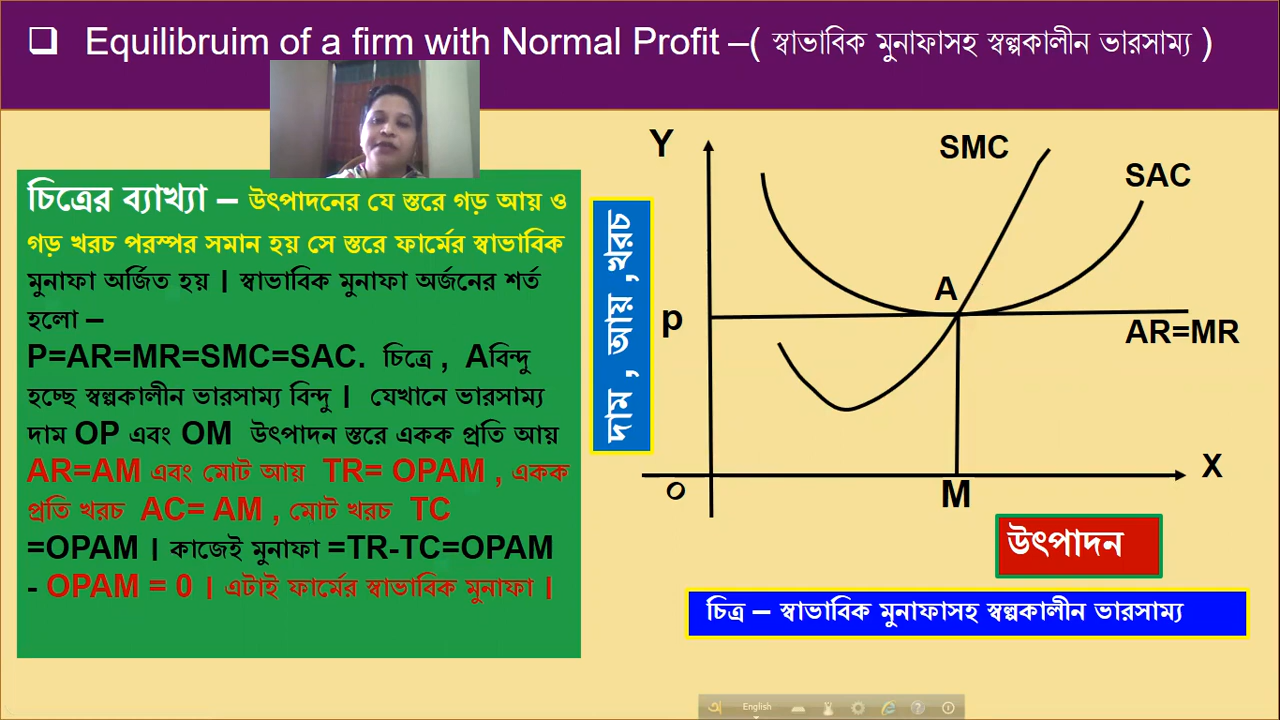 ❑ Equilibruim of a firm with Normal Profit –( স্বাভাবিক মুনাফাসহ স্বল্পকালীন ভারসাম্য )
চিত্রের ব্যাখ্যা – উৎপাদনের যে স্তরে গড় আয় ও
গড় খরচ পরস্পর সমান হয় সে স্তরে ফার্মের স্বাভাবিক
মুনাফা অর্জিত হয় | স্বাভাবিক মুনাফা অর্জনের শর্ত
হলো –
P=AR=MR=SMC=SAC. চিত্রে , Aবিন্দু
হচ্ছে স্বল্পকালীন ভারসাম্য বিন্দু | যেখানে ভারসাম্য
দাম OP এবং OM উৎপাদন স্তরে একক প্রতি আয়
AR=AM এবং মোট আয় TR= OPAM , একক
প্রতি খরচ AC= AM , মোট খরচ TC
=OPAM | কাজেই মুনাফা =TR-TC=OPAM
- OPAM = 0 | এটাই ফার্মের স্বাভাবিক মুনাফা |
দাম , আয় ,খরচ
Y
SMC
SAC
A
p
AR=MR
X
O
M
উৎপাদন
চিত্র – স্বাভাবিক মুনাফাসহ স্বল্পকালীন ভারসাম্য
অ English